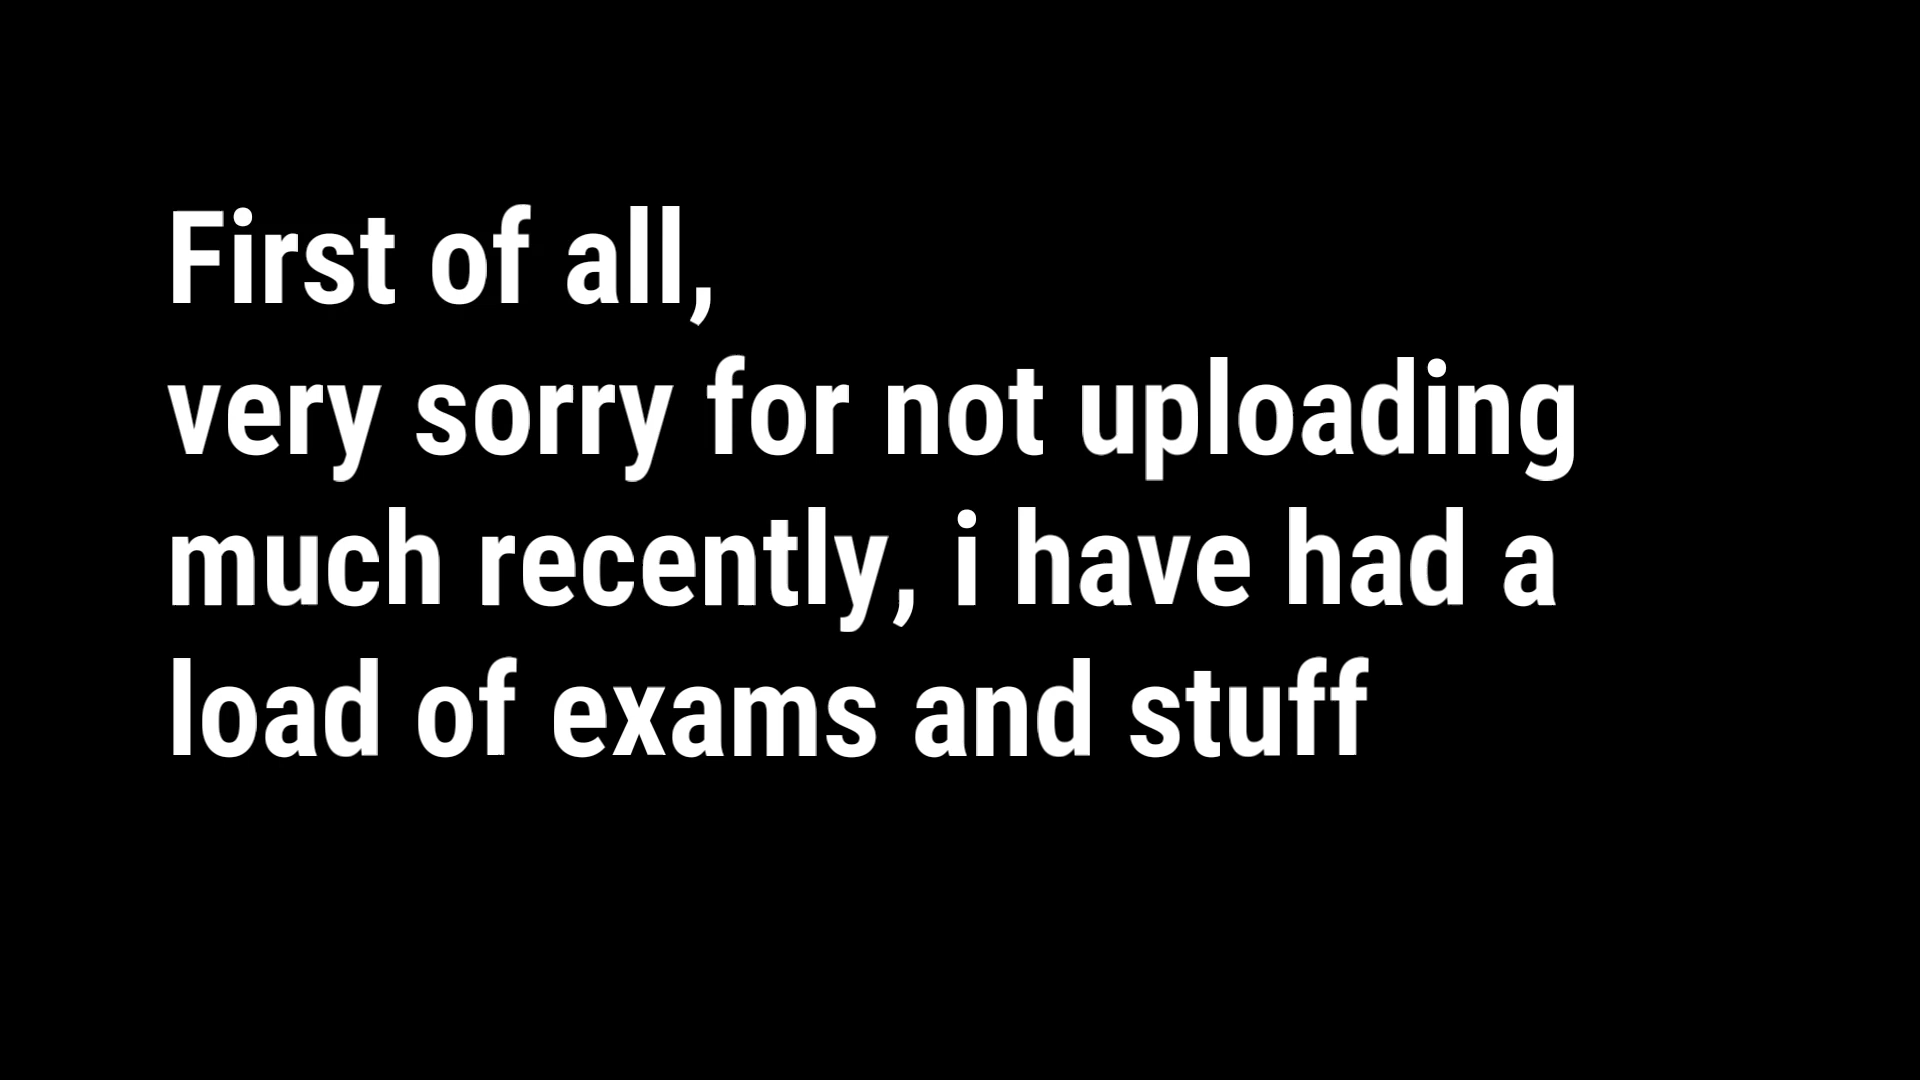 First of all,
very sorry for not uploading
much recently, i have had a
load of exams and stuff